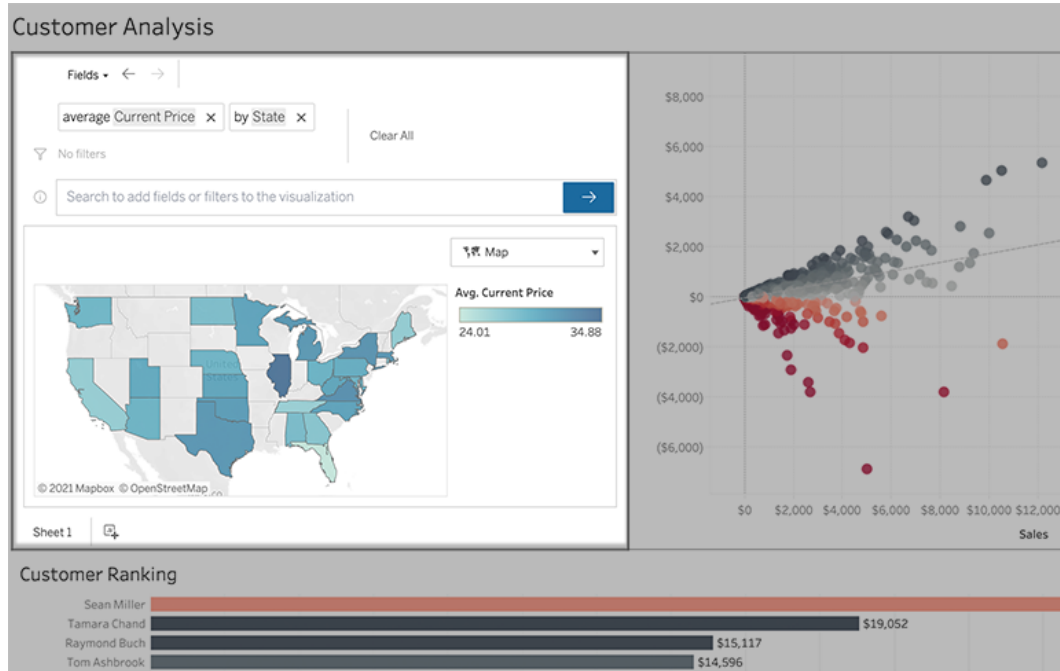 Customer Analysis
Fields
average Current Price × by State ×
Clear All
No filters
Search to add fields or filters to the visualization
Map
Avg. Current Price
24.01 34.88
United
States
© 2021 Mapbox © OpenStreetMap
Sheet 1
$8,000
$6,000
$4,000
$2,000
$0
($2,000)
($4,000)
($6,000)
$0 $2,000 $4,000 $6,000 $8,000 $10,000 $12,000
Sales
Customer Ranking
Sean Miller
Tamara Chand $19,052
Raymond Buch $15,117
Tom Ashbrook $14,596